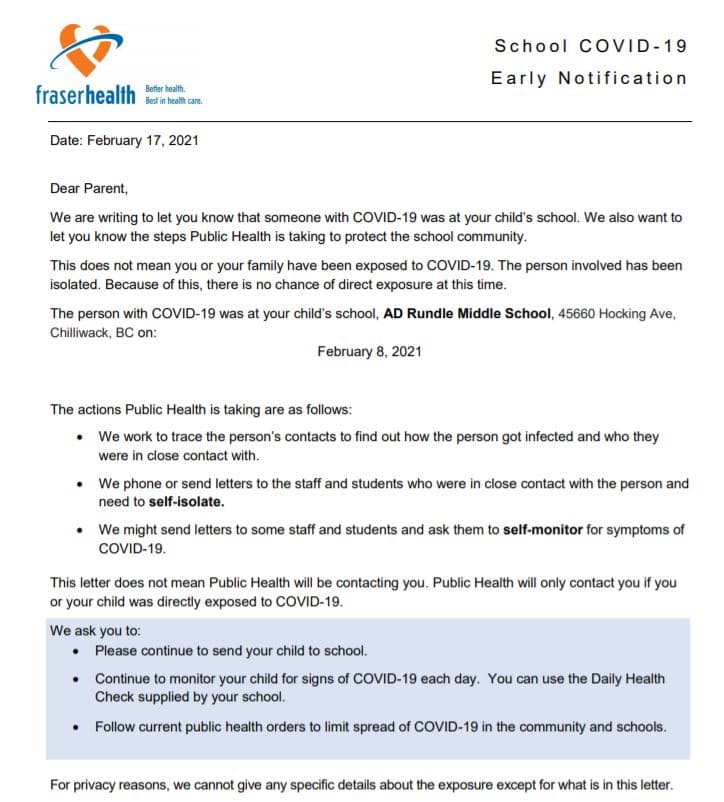 fraserhealth
Better health.
Best in health care.
School COVID-19
Early Notification
Date: February 17, 2021
Dear Parent,
We are writing to let you know that someone with COVID-19 was at your child's school. We also want to
let you know the steps Public Health is taking to protect the school community.
This does not mean you or your family have been exposed to COVID-19. The person involved has been
isolated. Because of this, there is no chance of direct exposure at this time.
The person with COVID-19 was at your child's school, AD Rundle Middle School, 45660 Hocking Ave,
Chilliwack, BC on:
February 8, 2021
The actions Public Health is taking are as follows:
• We work to trace the person's contacts to find out how the person got infected and who they
were in close contact with.
• We phone or send letters to the staff and students who were in close contact with the person and
need to self-isolate.
• We might send letters to some staff and students and ask them to self-monitor for symptoms of
COVID-19.
This letter does not mean Public Health will be contacting you. Public Health will only contact you if you
or your child was directly exposed to COVID-19.
We ask you to:
• Please continue to send your child to school.
• Continue to monitor your child for signs of COVID-19 each day.  You can use the Daily Health
Check supplied by your school.
• Follow current public health orders to limit spread of COVID-19 in the community and schools.
For privacy reasons, we cannot give any specific details about the exposure except for what is in this letter.